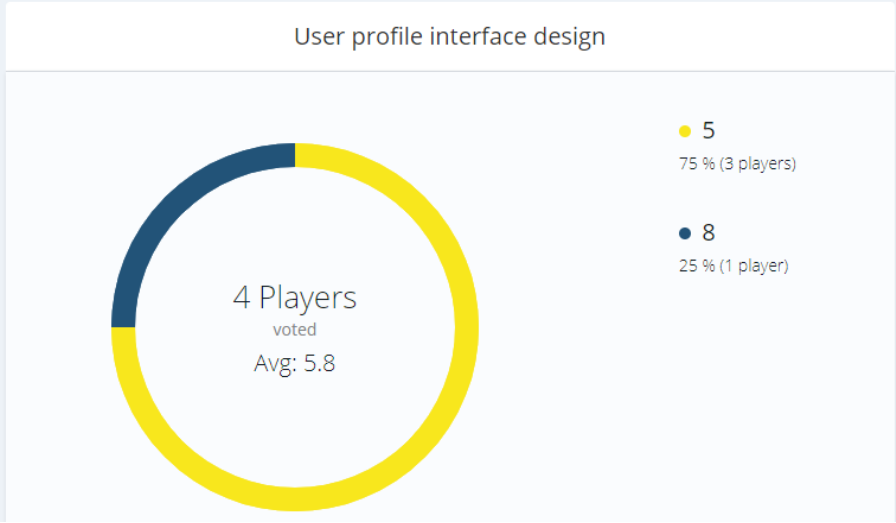 User profile interface design
4 Players
voted
Avg: 5.8
5
75 % (3 players)
8
25 % (1 player)